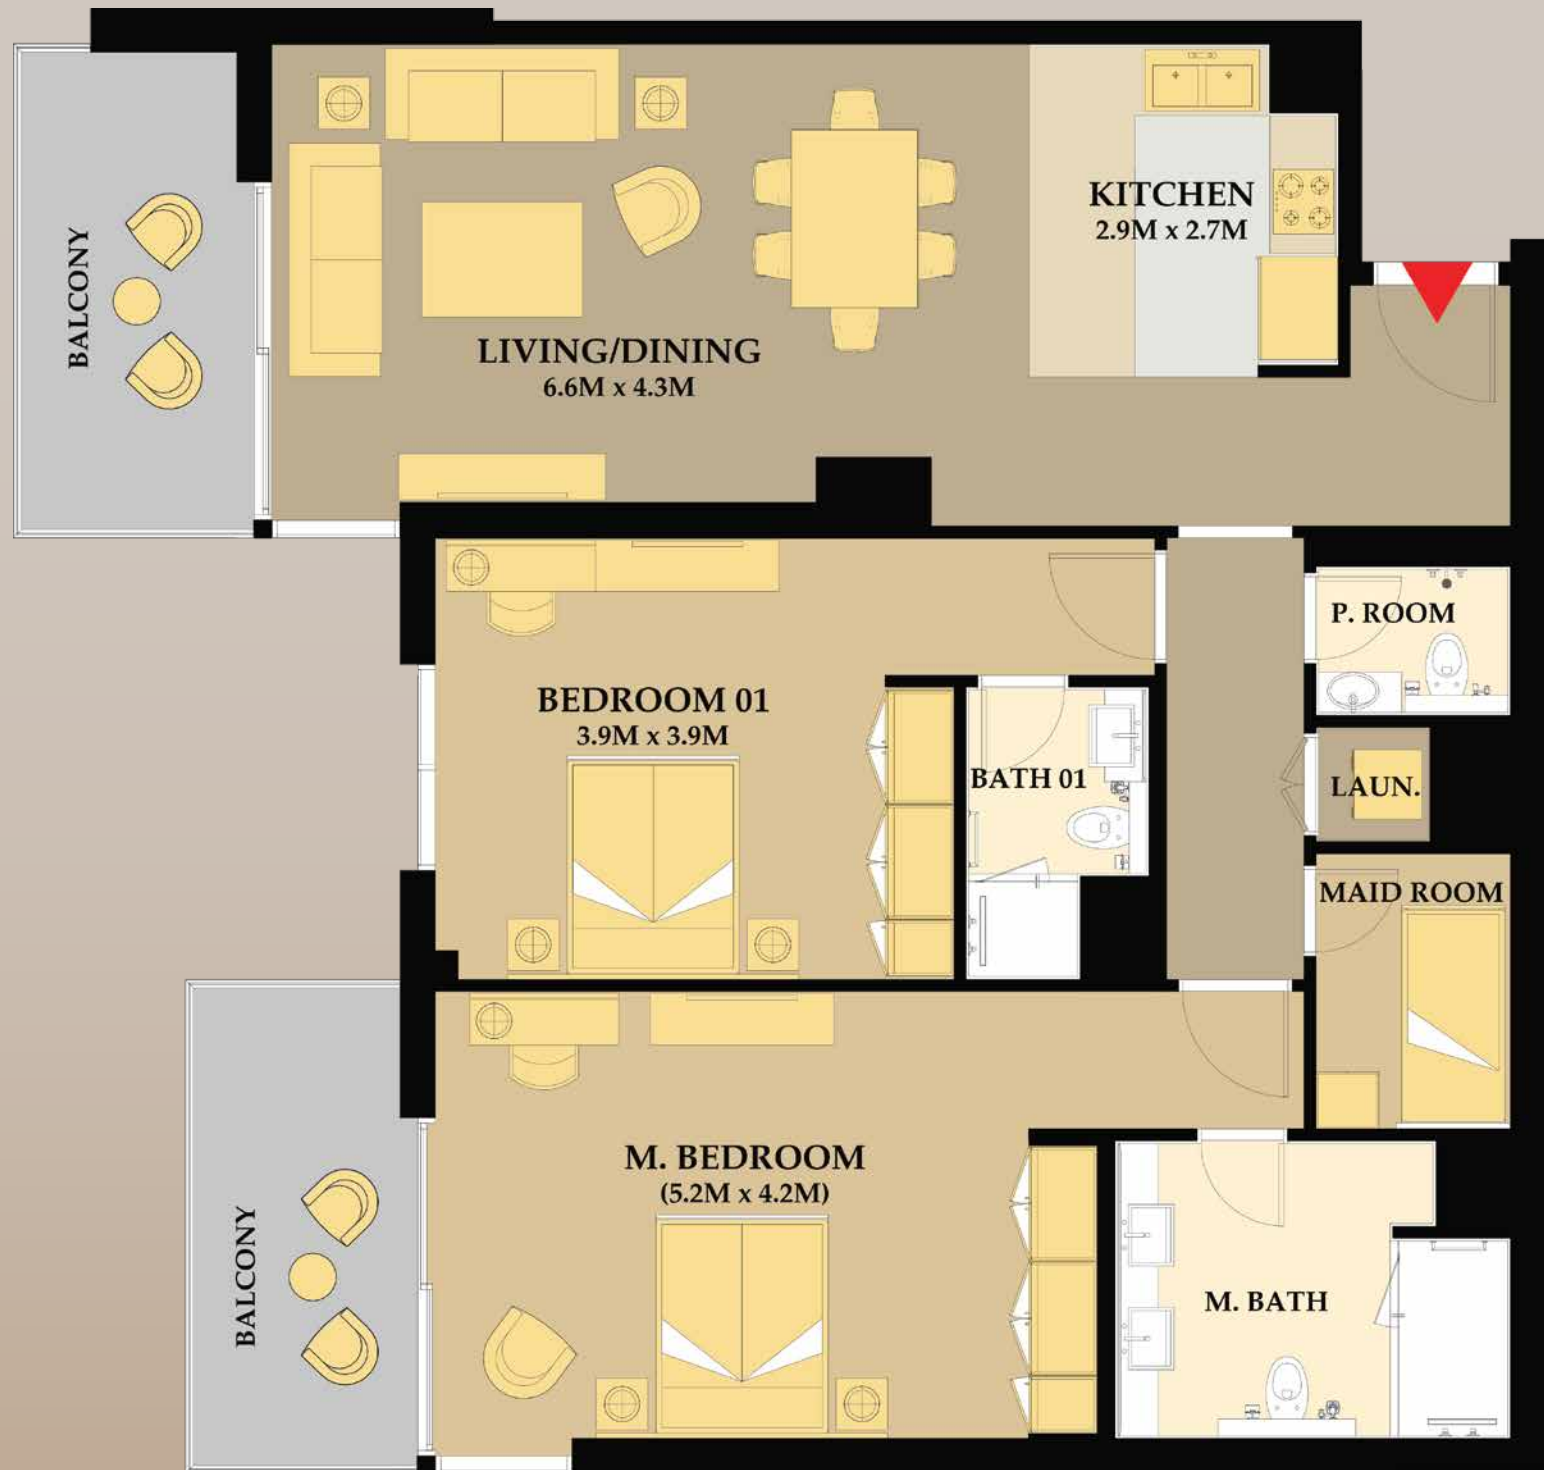 KITCHEN
2.9M x 2.7M
BALCONY
LIVING/DINING
6.6M x 4.3M
P. ROOM
BEDROOM 01
3.9M x 3.9M
BATH 01
LAUN.
MAID ROOM
M. BEDROOM
(5.2M x 4.2M)
BALCONY
M. BATH